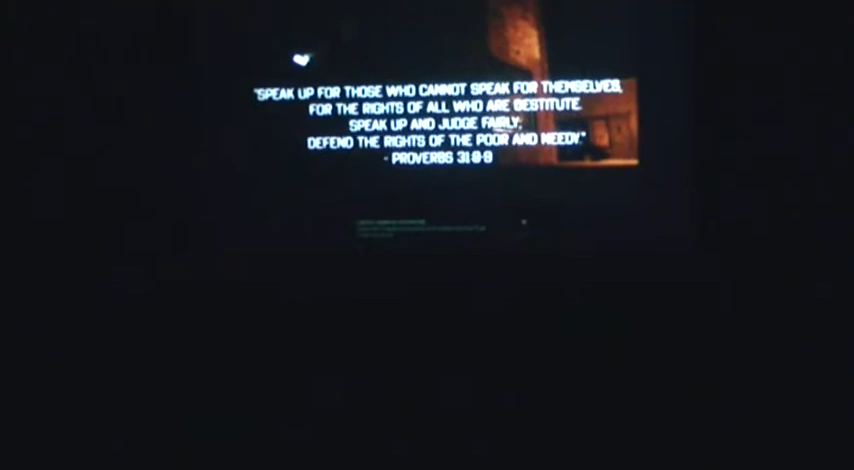 "SPEAK UP FOR THOSE WHO CANNOT SPEAK FOR THEMSELVES,
FOR THE RIGHTS OF ALL WHO ARE DESTITUTE.
SPEAK UP AND JUDGE FAIRLY;
DEFEND THE RIGHTS OF THE POOR AND NEEDY."
- PROVERBS 31:8-9